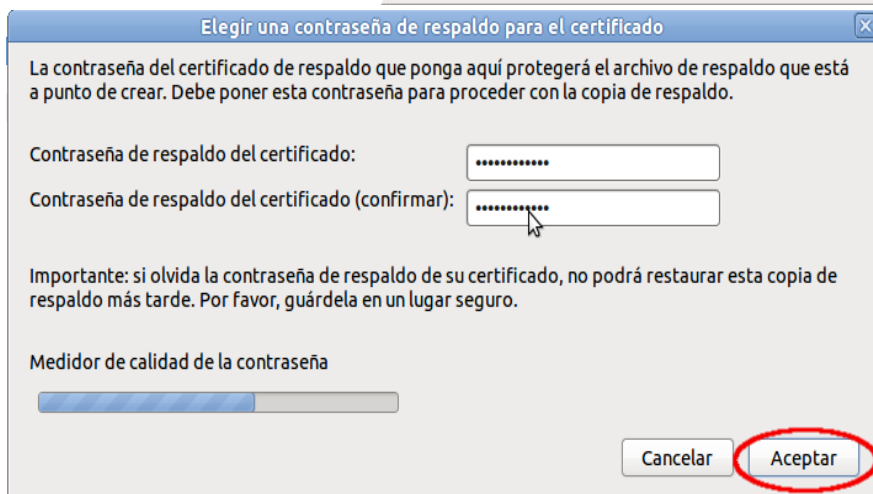 Elegir una contraseña de respaldo para el certificado
La contraseña del certificado de respaldo que ponga aquí protegerá el archivo de respaldo que está
a punto de crear. Debe poner esta contraseña para proceder con la copia de respaldo.
Contraseña de respaldo del certificado:
••••••••••••
Contraseña de respaldo del certificado (confirmar):
••••••••••••
Importante: si olvida la contraseña de respaldo de su certificado, no podrá restaurar esta copia de
respaldo más tarde. Por favor, guárdela en un lugar seguro.
Medidor de calidad de la contraseña
Cancelar Aceptar